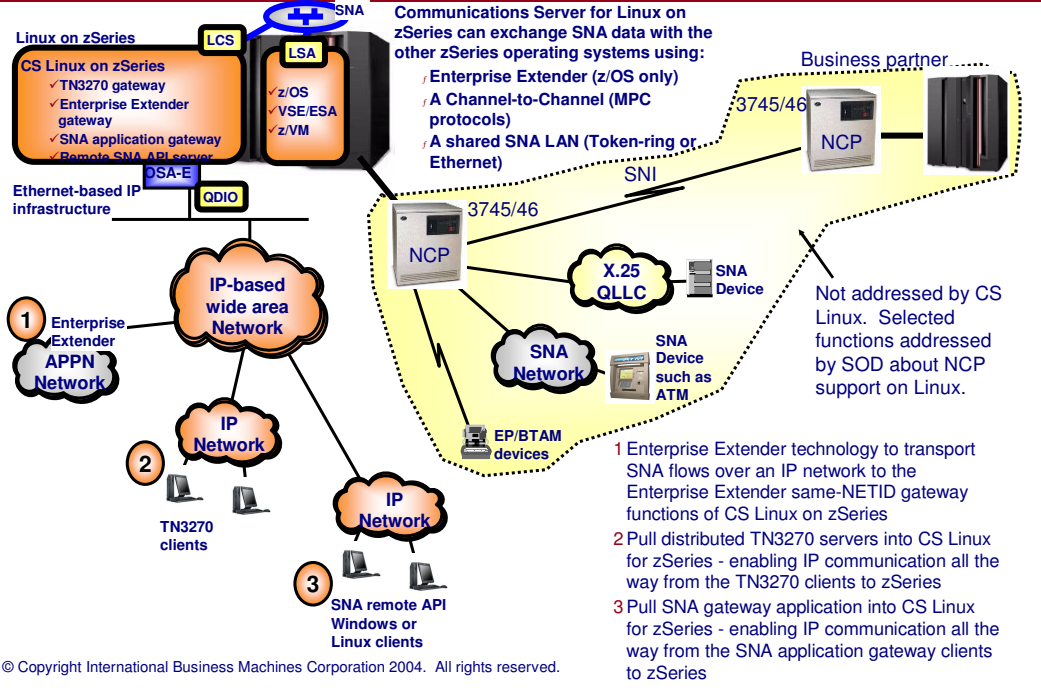 SNA
Linux on zSeries
LCS
LSA
CS Linux on zSeries
✓TN3270 gateway
✓Enterprise Extender
gateway
✓SNA application gateway
✓Remote SNA API server
✓z/OS
✓VSE/ESA
✓z/VM
OSA-E
QDIO
Ethernet-based IP
infrastructure
Communications Server for Linux on
zSeries can exchange SNA data with the
other zSeries operating systems using:
ƒ Enterprise Extender (z/OS only)
ƒ A Channel-to-Channel (MPC
protocols)
ƒ A shared SNA LAN (Token-ring or
Ethernet)
Business partner
3745/46
NCP
SNI
3745/46
NCP
X.25
QLLC
SNA
Device
SNA
Network
SNA
Device
such as
ATM
EP/BTAM
devices
Not addressed by CS
Linux. Selected
functions addressed
by SOD about NCP
support on Linux.
IP-based
wide area
Network
1
Enterprise
Extender
APPN
Network
IP
Network
2
TN3270
clients
IP
Network
3
SNA remote API
Windows or
Linux clients
1 Enterprise Extender technology to transport
SNA flows over an IP network to the
Enterprise Extender same-NETID gateway
functions of CS Linux on zSeries
2 Pull distributed TN3270 servers into CS Linux
for zSeries - enabling IP communication all the
way from the TN3270 clients to zSeries
3 Pull SNA gateway application into CS Linux
for zSeries - enabling IP communication all the
way from the SNA application gateway clients
to zSeries
© Copyright International Business Machines Corporation 2004. All rights reserved.